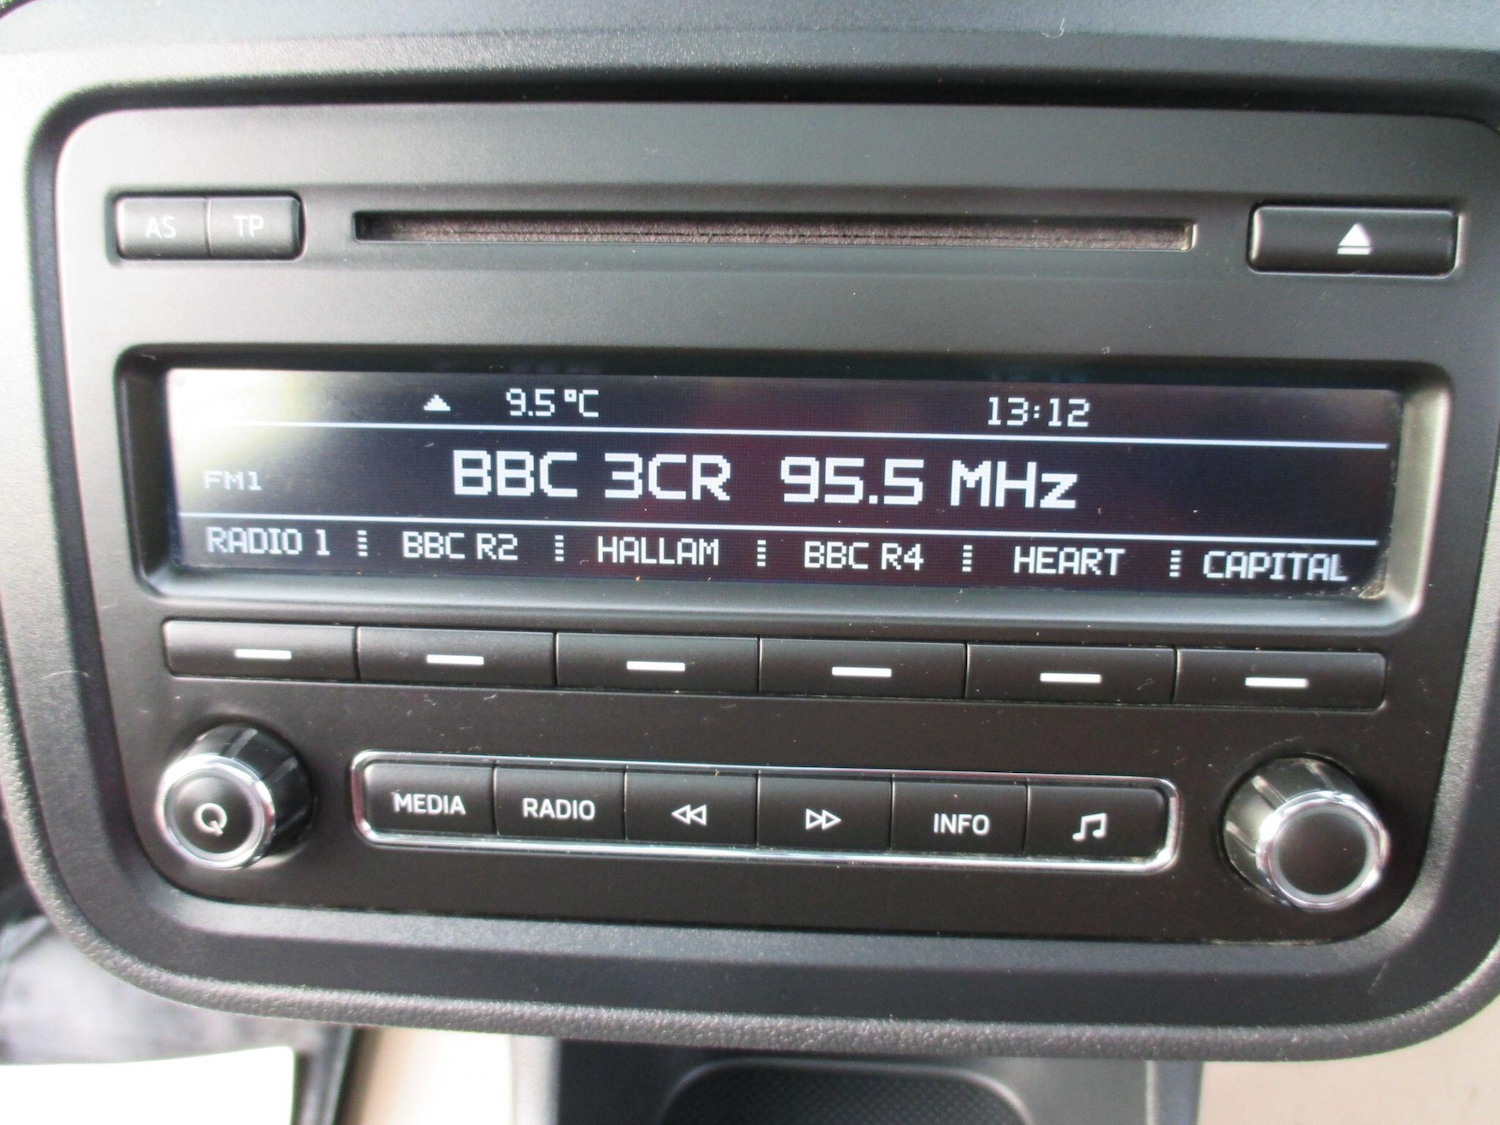 AS TP
9.5 °C 13:12
FM1 BBC 3CR 95.5 MHz
RADIO 1 BBC R2 HALLAM BBC R4 HEART CAPITAL
MEDIA RADIO INFO